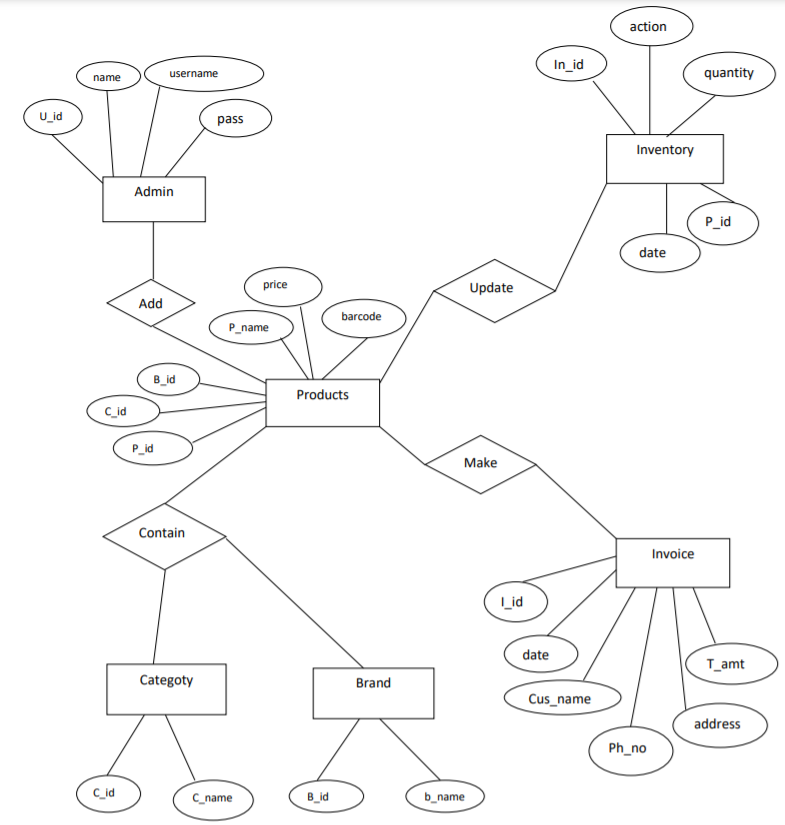 action
In_id
quantity
name
username
U_id
pass
Inventory
Admin
P_id
date
price
Update
Add
barcode
P_name
B_id
Products
C_id
P_id
Make
Contain
Invoice
I_id
date
T_amt
Categoty
Brand
Cus_name
address
Ph_no
C_id
C_name
B_id
b_name